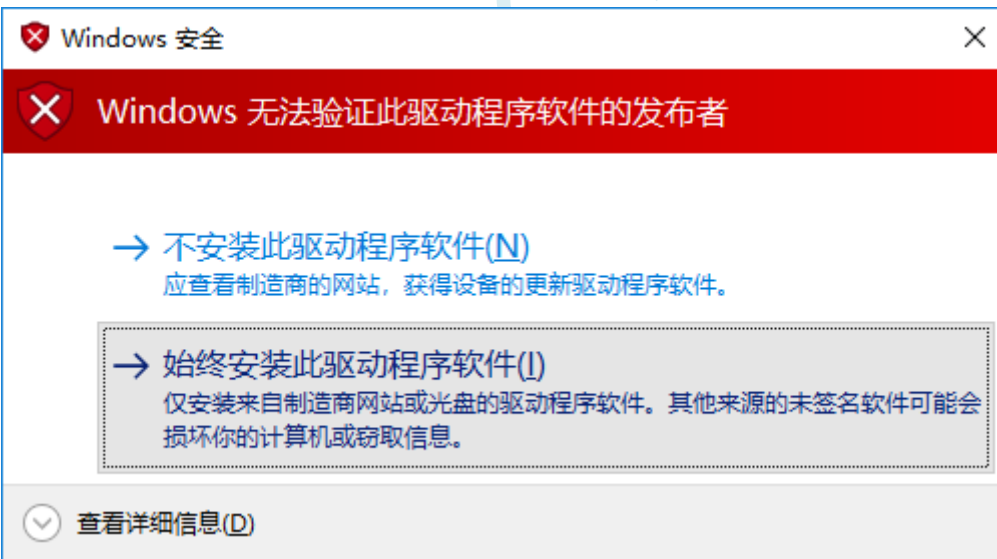 Windows 安全
Windows 无法验证此驱动程序软件的发布者
→ 不安装此驱动程序软件(N)
应查看制造商的网站，获得设备的更新驱动程序软件。
→ 始终安装此驱动程序软件(I)
仅安装来自制造商网站或光盘的驱动程序软件。其他来源的未签名软件可能会
损坏你的计算机或窃取信息。
查看详细信息(D)